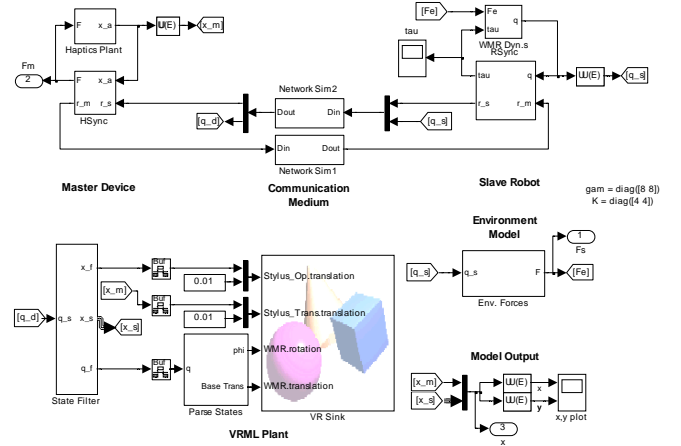 Haptics Plant
F
x_a
U(E)
[x_m]
Fm
2
F
x_a
r_m
r_s
HSync
[q_d]
Network Sim2
Dout
Din
[q_s]
Din
Dout
Network Sim1
tau
[Fe]
Fe
q
tau
WMR Dyn.s
RSync
tau
q
r_s
r_m
U(E)
[q_s]
Master Device
Communication
Medium
Slave Robot
gam = diag([8 8])
K = diag([4 4])
Environment
Model
1
Fs
[q_s]
q_s
F
[Fe]
Env. Forces
x_f
[q_d]
q_s
x_s
q_f
State Filter
Buf
[x_m]
Buf
[x_s]
Buf
0.01
0.01
q
phi
Base Trans
Parse States
Stylus_Op.translation
Stylus_Trans.translation
WMR.rotation
WMR.translation
VR Sink
VRML Plant
Model Output
[x_m]
[x_s]
U(E)
x
U(E)
y
x,y plot
3
x